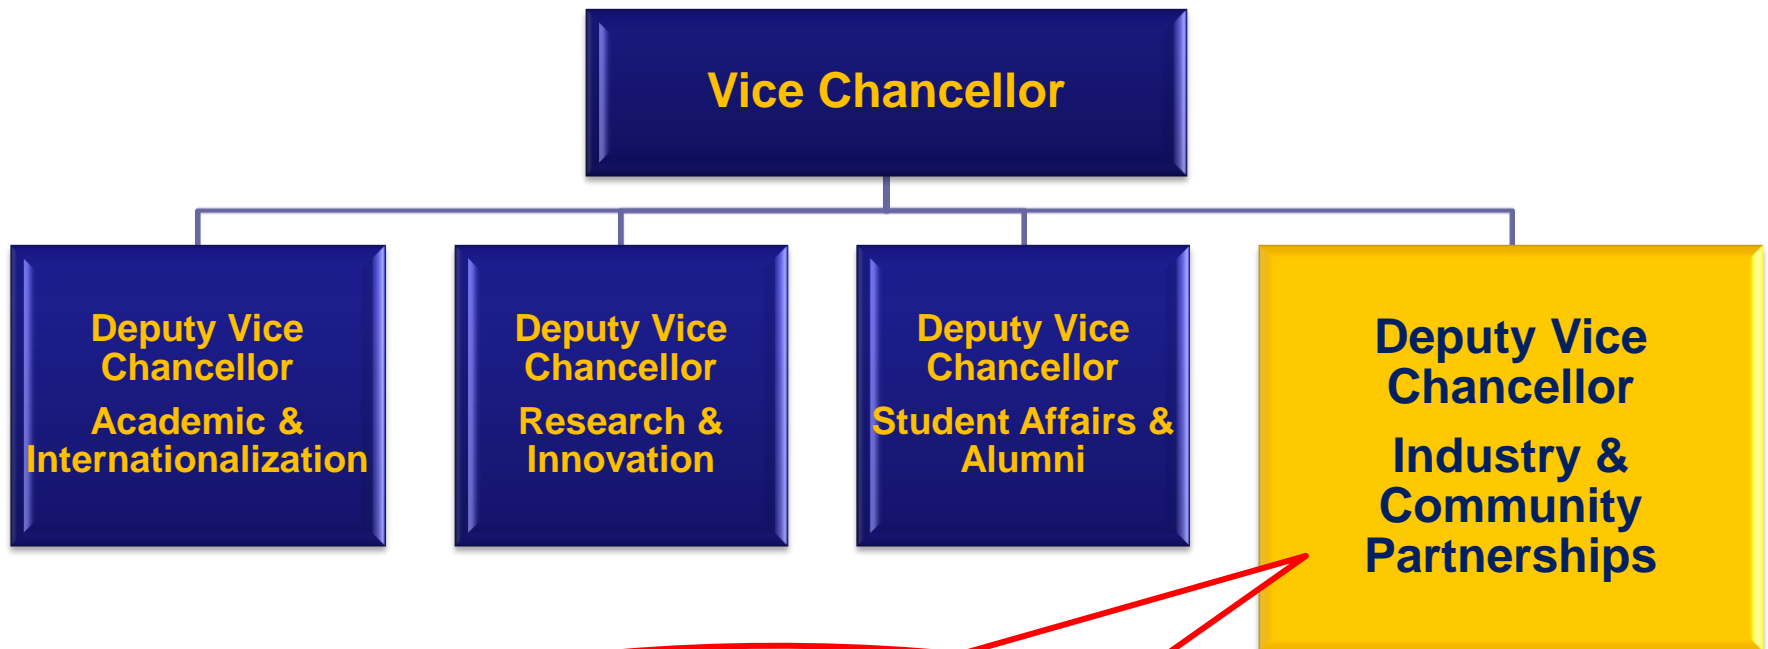 Vice Chancellor
Deputy Vice
Chancellor
Academic &
Internationalization
Deputy Vice
Chancellor
Research &
Innovation
Deputy Vice
Chancellor
Student Affairs &
Alumni
Deputy Vice
Chancellor
Industry &
Community
Partnerships